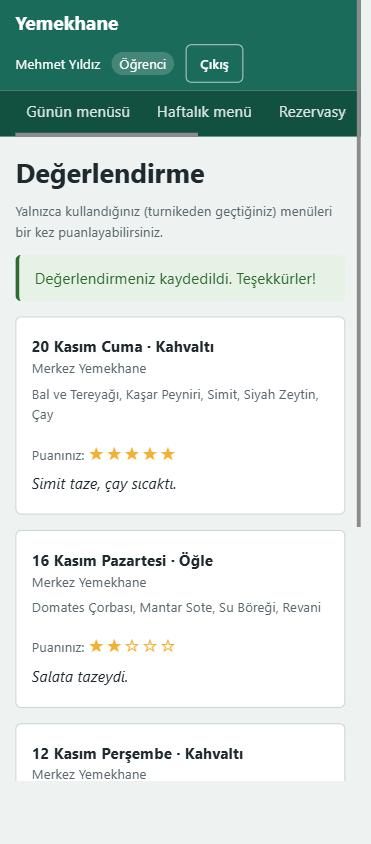 Yemekhane
Mehmet Yıldız Öğrenci Çıkış
Günün menüsü Haftalık menü Rezervasy
Değerlendirme
Yalnızca kullandığınız (turnikeden geçtiğiniz) menüleri
bir kez puanlayabilirsiniz.
Değerlendirmeniz kaydedildi. Teşekkürler!
20 Kasım Cuma · Kahvaltı
Merkez Yemekhane
Bal ve Tereyağı, Kaşar Peyniri, Simit, Siyah Zeytin,
Çay
Puanınız: ★★★★★
Simit taze, çay sıcaktı.
16 Kasım Pazartesi · Öğle
Merkez Yemekhane
Domates Çorbası, Mantar Sote, Su Böreği, Revani
Puanınız: ★★☆☆☆
Salata tazeydi.
12 Kasım Perşembe · Kahvaltı
Merkez Yemekhane